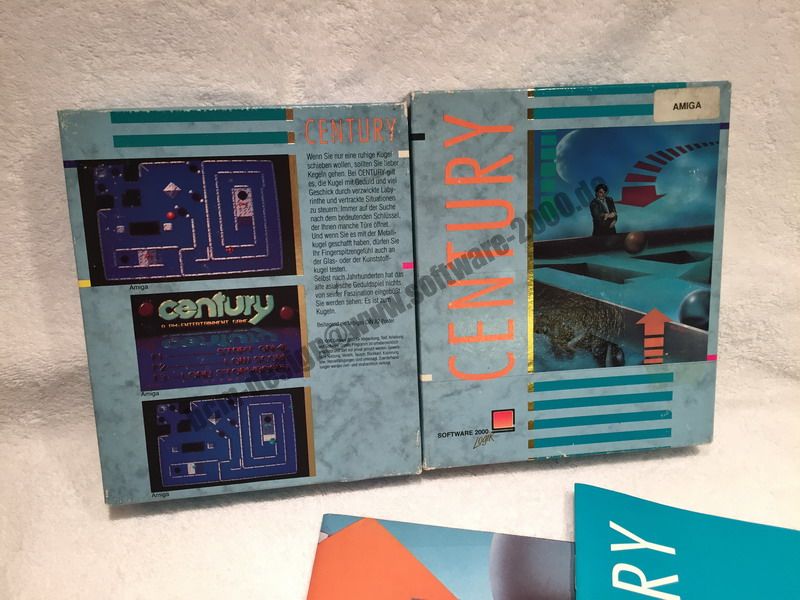 CENTURY
Wenn Sie nur eine ruhige Kugel
schieben wollen, sollten Sie lieber
Kegeln gehen. Bei CENTURY gilt
es, die Kugel mit Geduld und viel
Geschick durch verzwickte Laby-
rinthe und vertrackte Situationen
zu steuern. Immer auf der Suche
nach dem bedeutenden Schlüssel,
der Ihnen manche Türe öffnet.
Und wenn Sie es mit der Metall-
kugel geschafft haben, dürfen Sie
Ihr Fingerspitzengefühl auch an
der Glas- oder der Kunststoff-
kugel testen.
Selbst nach Jahrhunderten hat das
alte asiatische Geduldspiel nichts
von seiner Faszination eingebüßt.
Sie werden sehen: Es ist zum
Kugeln.
Amiga
century
Amiga
Amiga
AMIGA
CENTURY
SOFTWARE 2000
Logik
RY
@www.software-2000.de